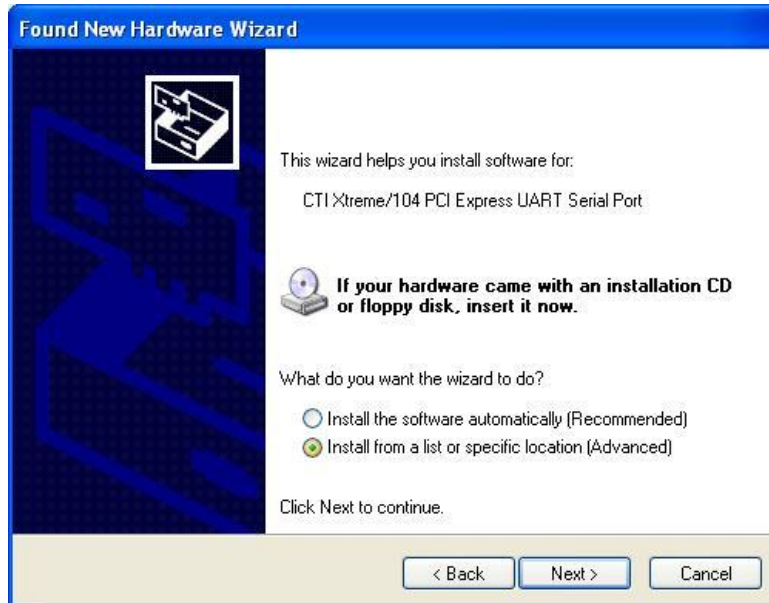 Found New Hardware Wizard
This wizard helps you install software for:
CTI Xtreme/104 PCI Express UART Serial Port
If your hardware came with an installation CD
or floppy disk, insert it now.
What do you want the wizard to do?
Install the software automatically (Recommended)
Install from a list or specific location (Advanced)
Click Next to continue.
< Back Next > Cancel